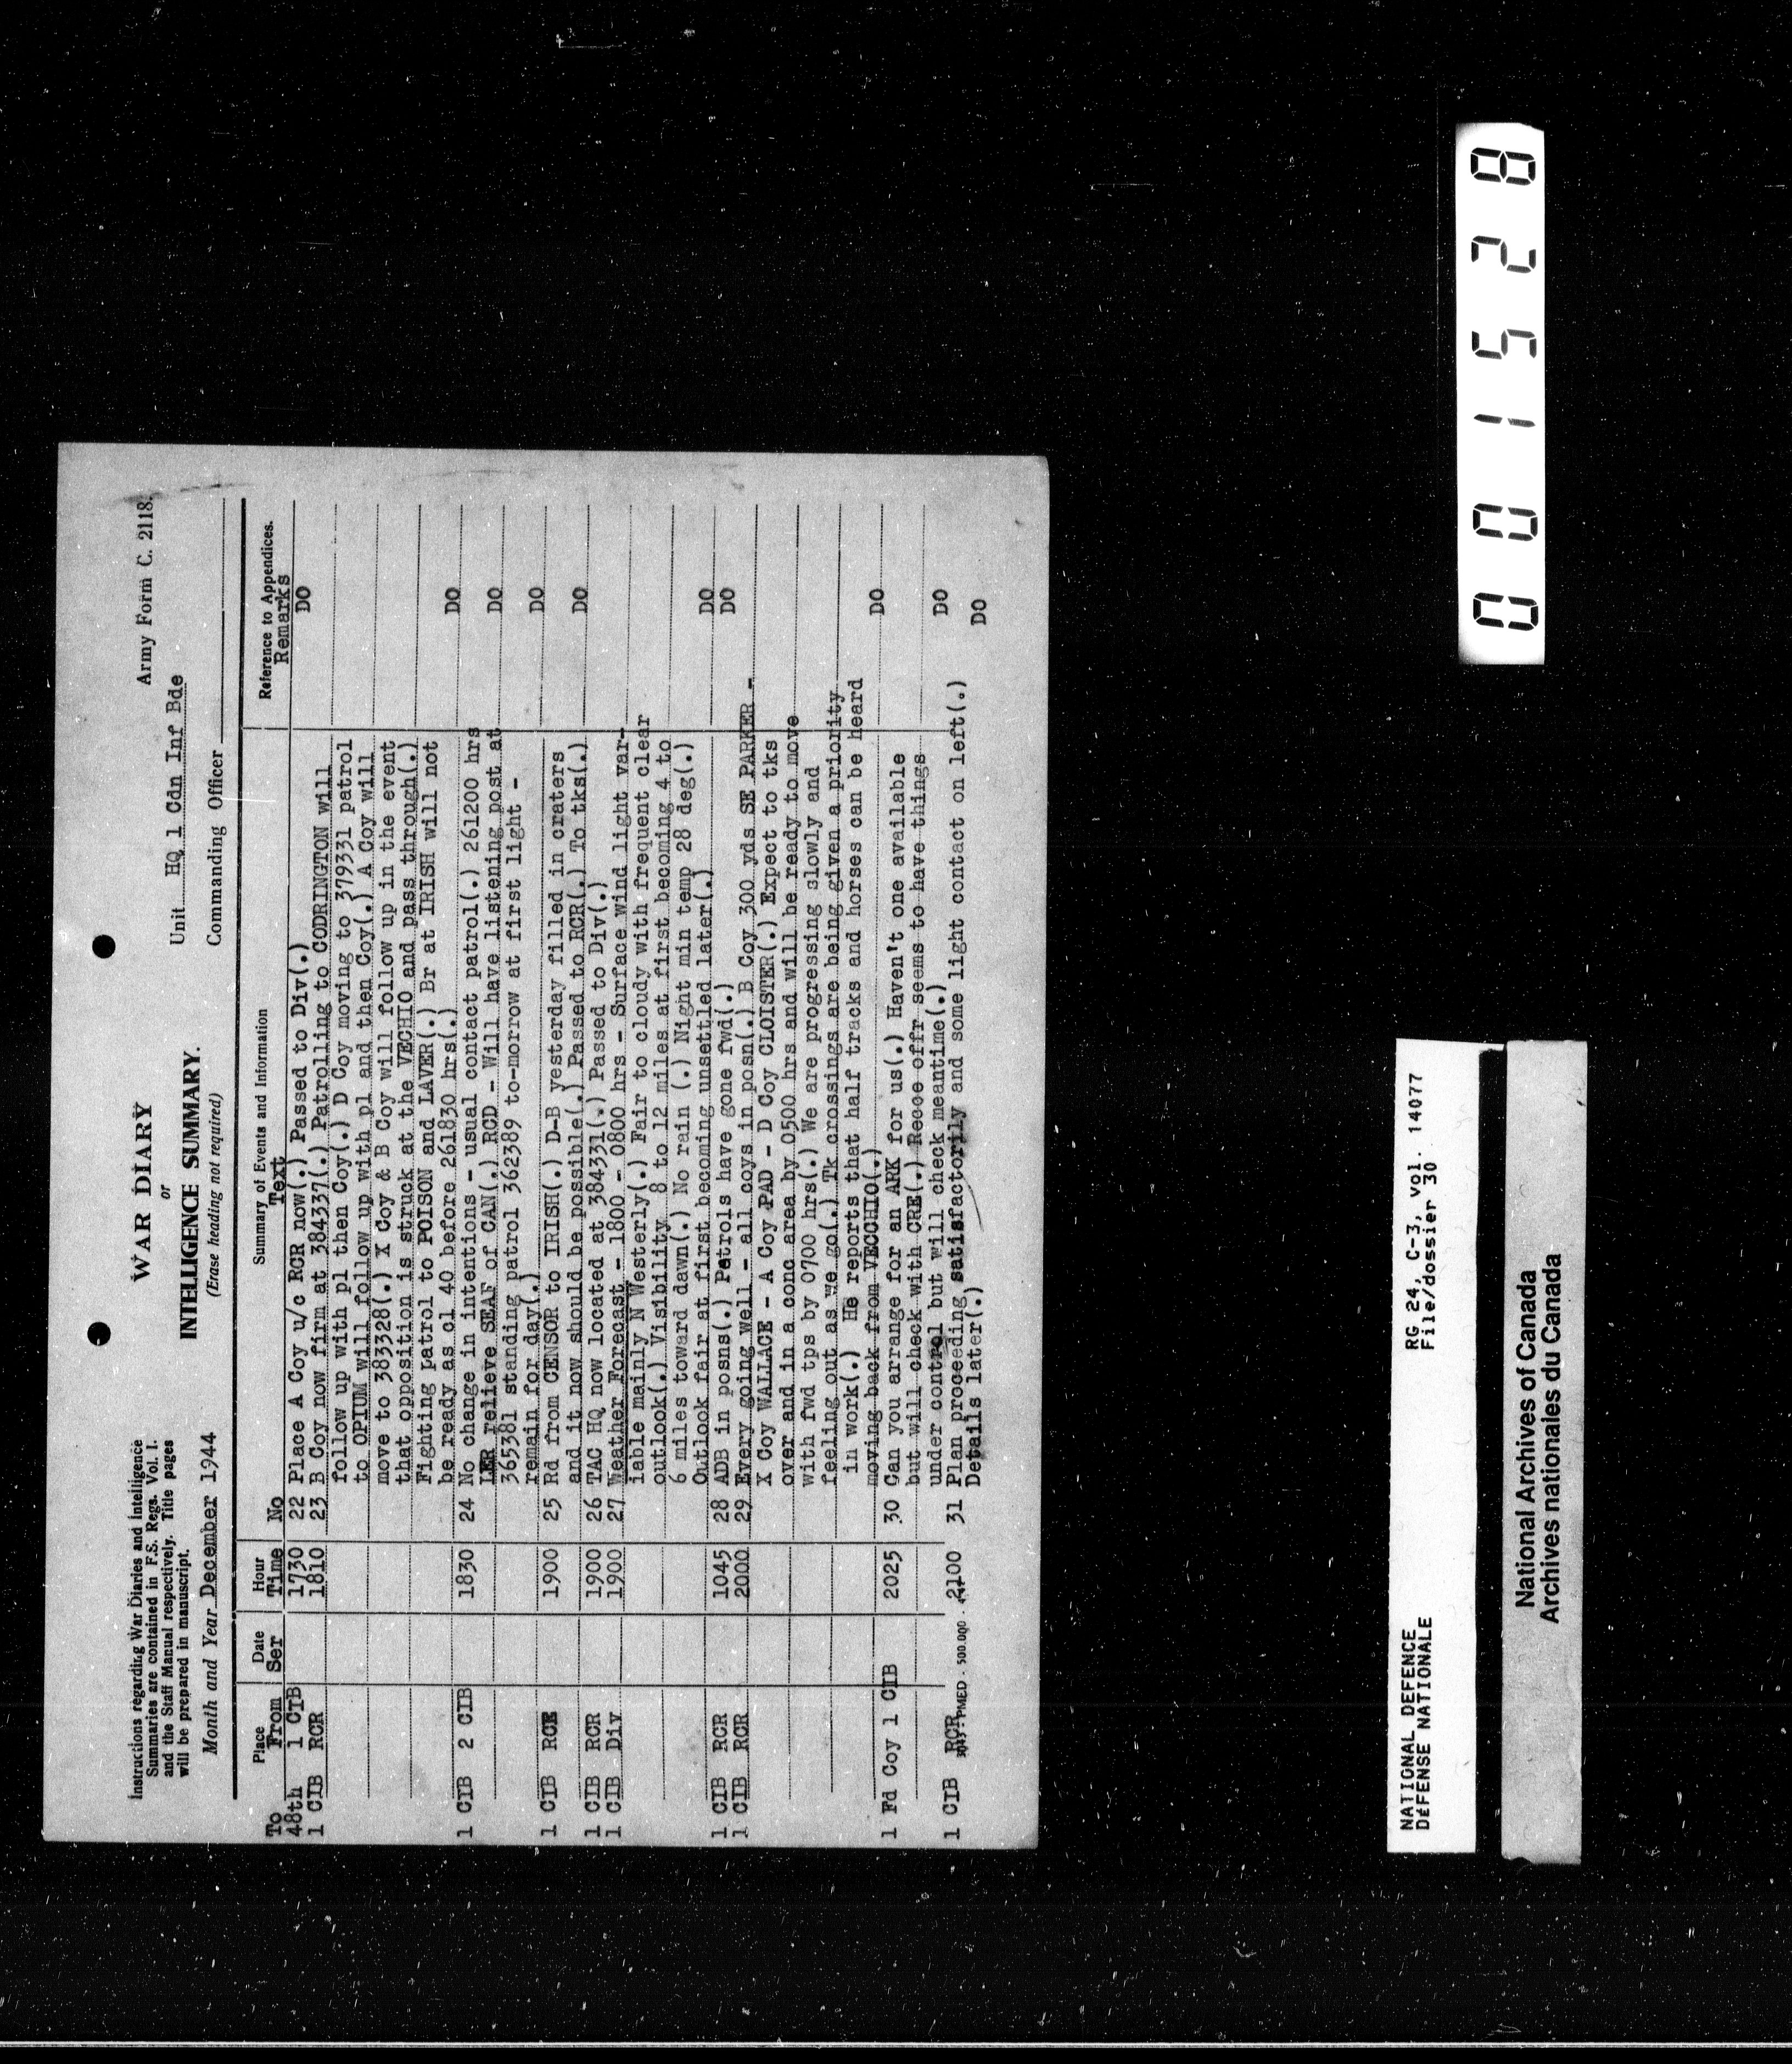 Instructions regarding War Diaries and Intelligence
Summaries are contained in F.S. Regs. Vol. I.
and the Staff Manual respectively. Title pages
will be prepared in manuscript.
Month and Year December 1944
WAR DIARY
or
INTELLIGENCE SUMMARY.
(Erase heading not required)
Army Form C. 2118.
Unit HQ 1 Cdn Inf Bde
Commanding Officer
Place Date Hour Summary of Events and Information Reference to Appendices.
To From Ser Time No Text Remarks
48th 1 CIB 1730 22 Place A Coy u/c RCR now(.) Passed to Div(.) DO
1 CIB RCR 1810 23 B Coy now firm at 384337(.) Patrolling to CODRINGTON will
follow up with pl then Coy(.) D Coy moving to 379331 patrol
to OPIUM will follow up with pl and then Coy(.) A Coy will
move to 383328(.) X Coy & B Coy will follow up in the event
that opposition is struck at the VECHIO and pass through(.)
Fighting patrol to POISON and LAVER(.) Br at IRISH will not
be ready as cl 40 before 261830 hrs(.) DO
1 CIB 2 CIB 1830 24 No change in intentions - usual contact patrol(.) 261200 hrs
LER relieve SEAF of CAN(.) RCD - Will have listening post at DO
365381 standing patrol 362389 to-morrow at first light -
remain for day(.) DO
1 CIB RCE 1900 25 Rd from CENSOR to IRISH(.) D-B yesterday filled in craters
and it now should be possible(.) Passed to RCR(.) To tks(.) DO
1 CIB RCR 1900 26 TAC HQ now located at 384331(.) Passed to Div(.)
1 CIB Div 1900 27 Weather Forecast - 1800 - 0800 hrs - Surface wind light var-
iable mainly N Westerly(.) Fair to cloudy with frequent clear
outlook(.) Visibility 8 to 12 miles at first becoming 4 to
6 miles toward dawn(.) No rain (.) Night min temp 28 deg(.)
Outlook fair at first becoming unsettled later(.) DO
1 CIB RCR 1045 28 ADB in posns(.) Patrols have gone fwd(.) DO
1 CIB RCR 2000 29 Every going well - all coys in posn(.) B Coy 300 yds SE PARKER -
X Coy WALLACE - A Coy PAD - D Coy CLOISTER(.) Expect to tks
over and in a conc area by 0500 hrs and will be ready to move
with fwd tps by 0700 hrs(.) We are progressing slowly and
feeling out as we go(.) Tk crossings are being given a priority
in work(.) He reports that half tracks and horses can be heard
moving back from VECCHIO(.) DO
1 Fd Coy 1 CIB 2025 30 Can you arrange for an ARK for us(.) Haven't one available
but will check with CRE(.) Recce offr seems to have things
under control but will check meantime(.) DO
1 CIB RCR 2100 31 Plan proceeding satisfactorily and some light contact on left(.)
Details later(.) DO
PMED. 500.000
001528
NATIONAL DEFENCE
DÉFENSE NATIONALE
RG 24, C-3, vol. 14077
File/dossier 30
National Archives of Canada
Archives nationales du Canada